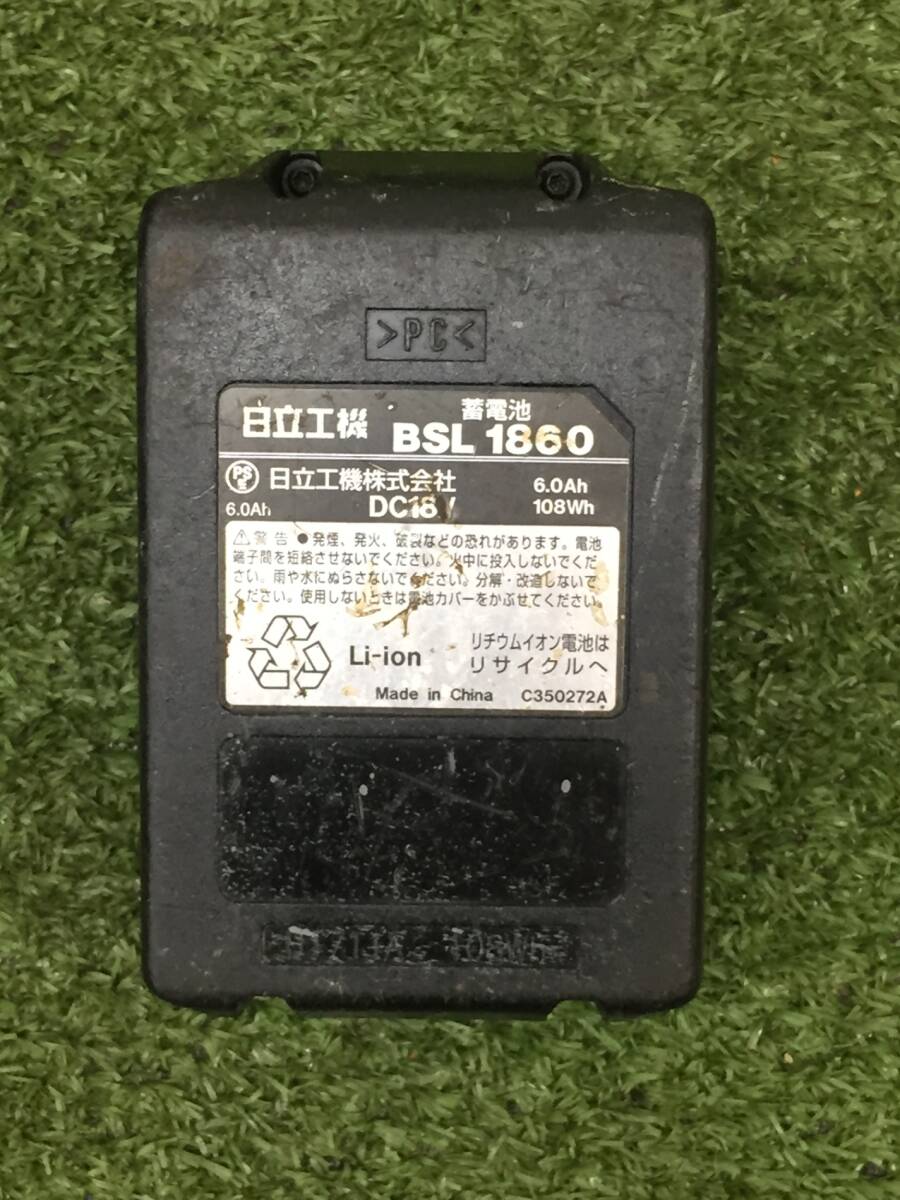 >PC<
蓄電池
日立工機 BSL 1860
PS E 日立工機株式会社 6.0Ah
6.0Ah DC18V 108Wh
⚠警告 ●発煙、発火、破裂などの恐れがあります。電池
端子間を短絡させないでください。火中に投入しないでくだ
さい。雨や水にぬらさないでください。分解・改造しないで
ください。使用しないときは電池カバーをかぶせてください。
リチウムイオン電池は
Li-ion リサイクルへ
Made in China C350272A